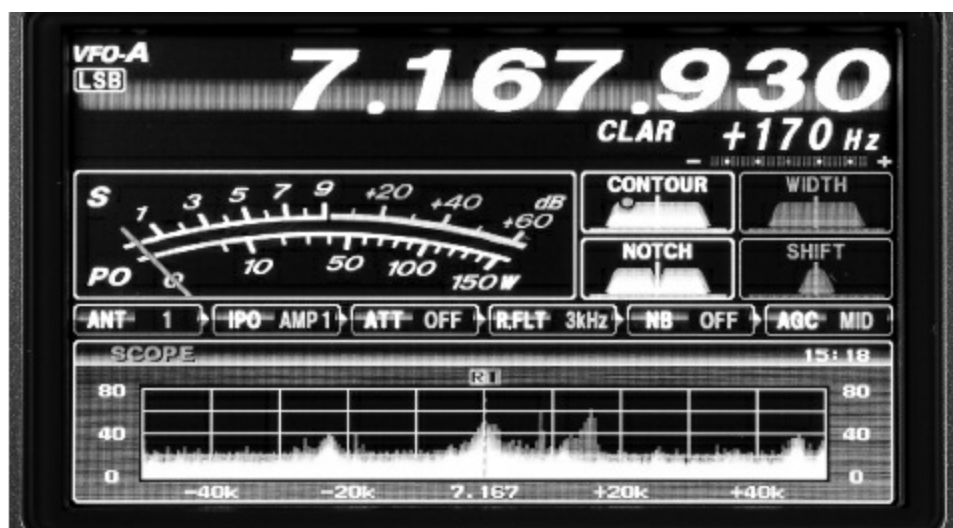 VFO-A
LSB
7.167.930
CLAR +170 Hz
- +
S 1 3 5 7 9 +20 +40 +60 dB
PO 0 10 50 100 150 W
CONTOUR WIDTH
NOTCH SHIFT
ANT 1 IPO AMP1 ATT OFF R.FLT 3kHz NB OFF AGC MID
SCOPE 15:18
RT
80 80
40 40
0 0
-40k -20k 7.167 +20k +40k